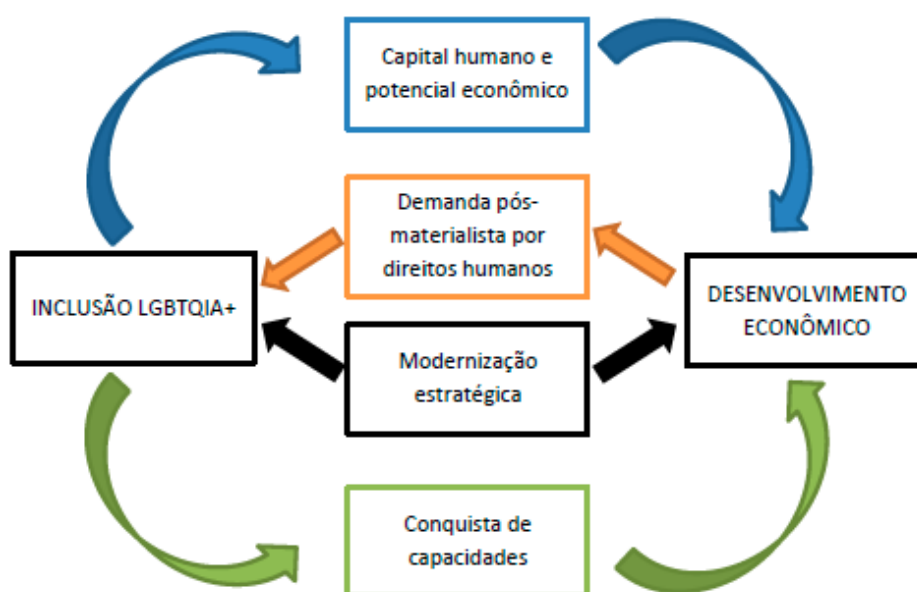 Capital humano e
potencial econômico
Demanda pós-
materialista por
direitos humanos
INCLUSÃO LGBTQIA+
DESENVOLVIMENTO
ECONÔMICO
Modernização
estratégica
Conquista de
capacidades